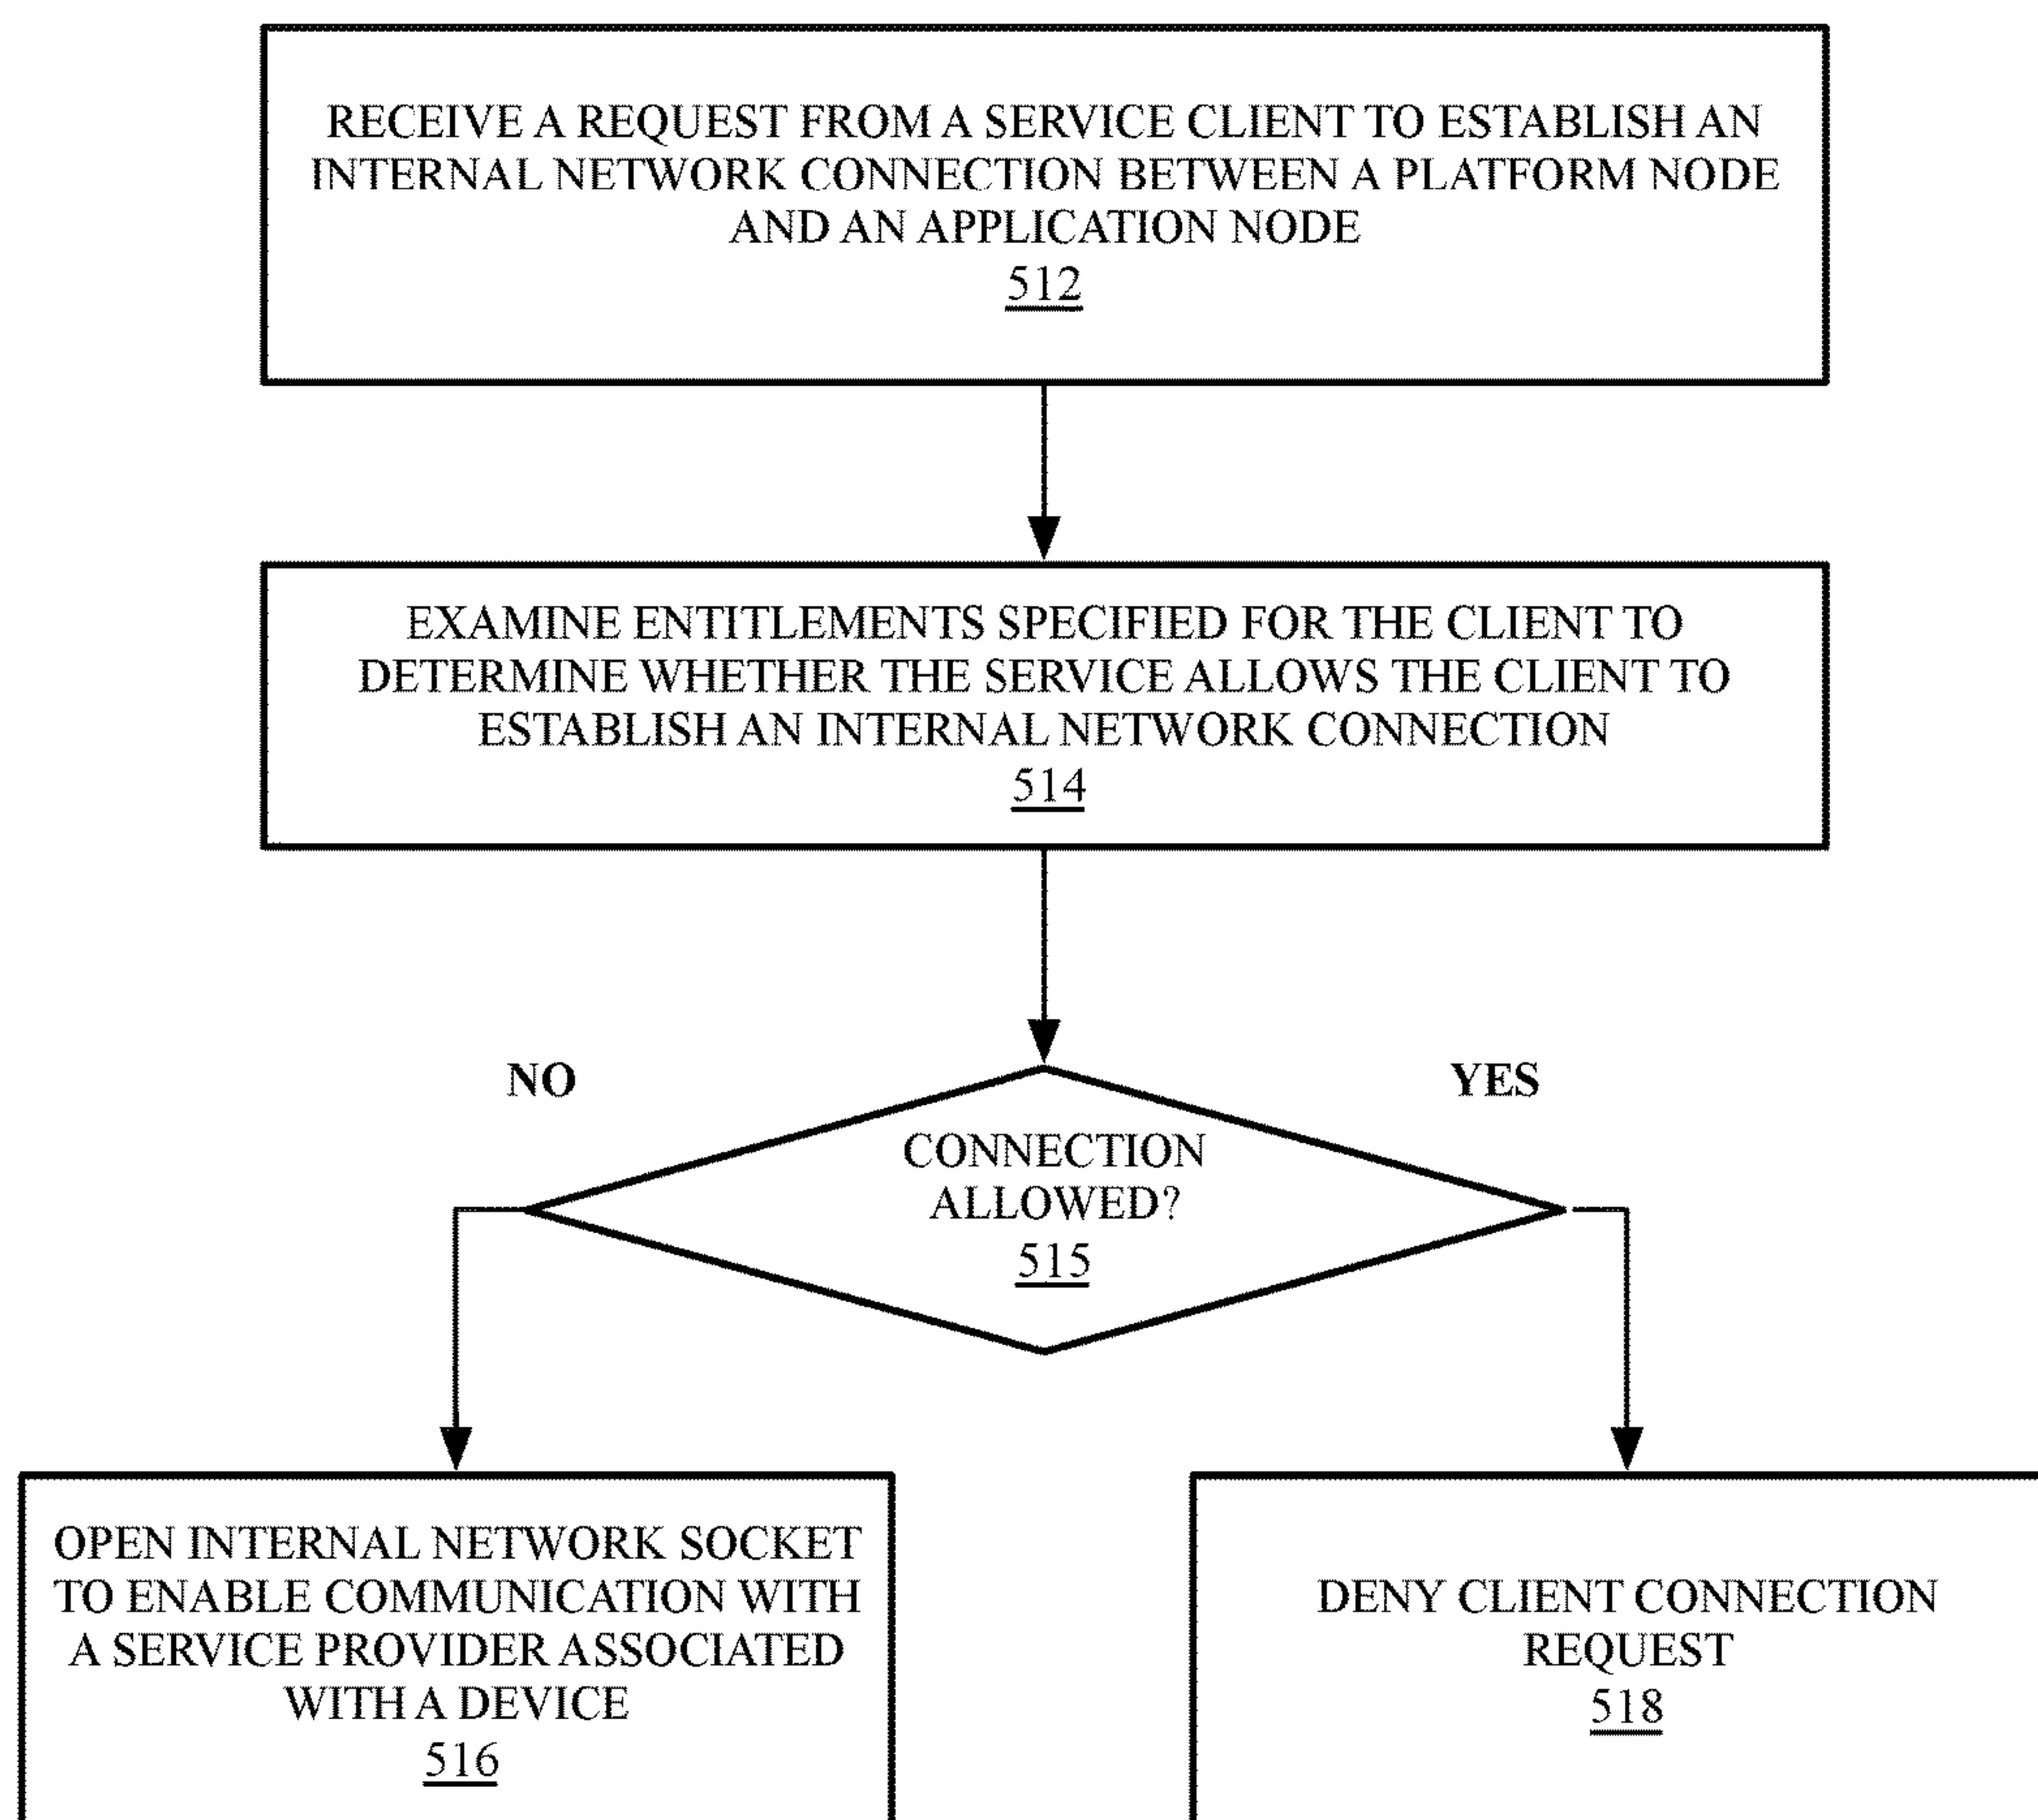 RECEIVE A REQUEST FROM A SERVICE CLIENT TO ESTABLISH AN
INTERNAL NETWORK CONNECTION BETWEEN A PLATFORM NODE
AND AN APPLICATION NODE
512
EXAMINE ENTITLEMENTS SPECIFIED FOR THE CLIENT TO
DETERMINE WHETHER THE SERVICE ALLOWS THE CLIENT TO
ESTABLISH AN INTERNAL NETWORK CONNECTION
514
NO
YES
CONNECTION
ALLOWED?
515
OPEN INTERNAL NETWORK SOCKET
TO ENABLE COMMUNICATION WITH
A SERVICE PROVIDER ASSOCIATED
WITH A DEVICE
516
DENY CLIENT CONNECTION
REQUEST
518